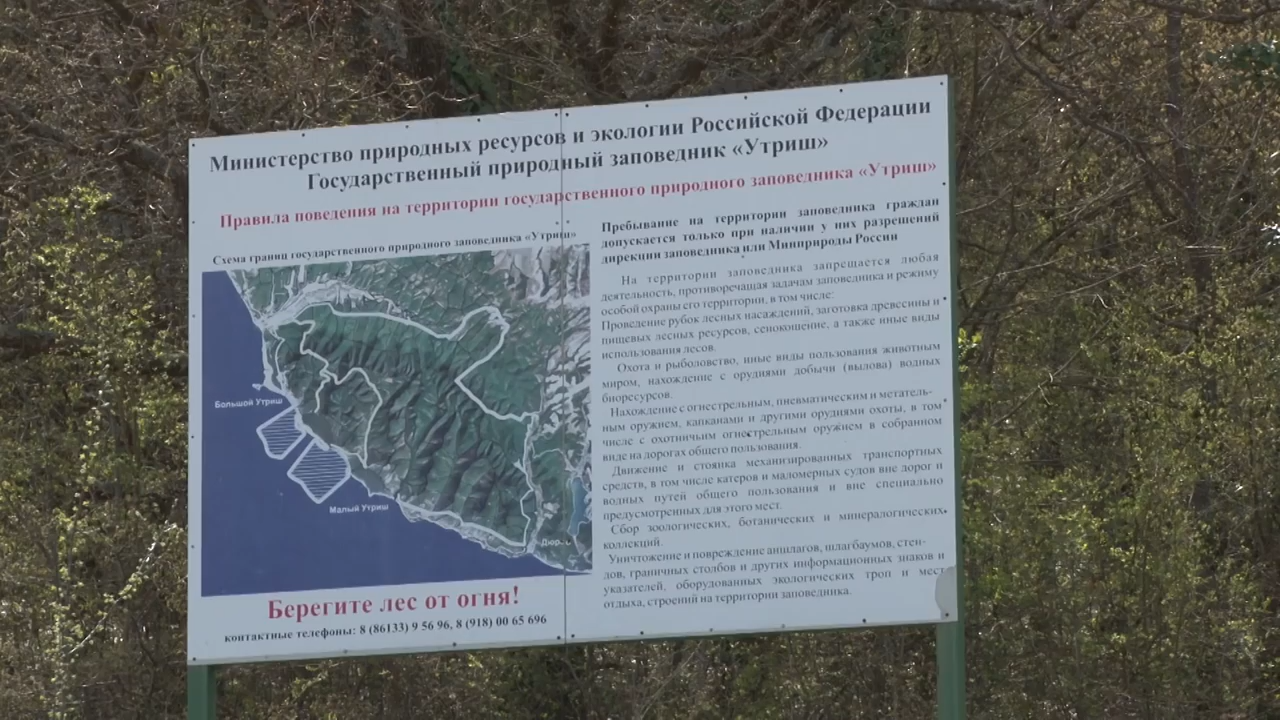 Министерство природных ресурсов и экологии Российской Федерации
Государственный природный заповедник «Утриш»
Правила поведения на территории государственного природного заповедника «Утриш»
Схема границ государственного природного заповедника «Утриш»
Большой Утриш
Малый Утриш
Берегите лес от огня!
контактные телефоны: 8 (86133) 9 56 96, 8 (918) 00 65 696
Пребывание на территории заповедника граждан
допускается только при наличии у них разрешений
дирекции заповедника или Минприроды России
На территории заповедника запрещается любая
деятельность, противоречащая задачам заповедника и режиму
особой охраны его территории, в том числе:
Проведение рубок лесных насаждений, заготовка древесины и
пищевых лесных ресурсов, сенокошение, а также иные виды
использования лесов.
Охота и рыболовство, иные виды пользования животным
миром, нахождение с орудиями добычи (вылова) водных
биоресурсов.
Нахождение с огнестрельным, пневматическим и метатель-
ным оружием, капканами и другими орудиями охоты, в том
числе с охотничьим огнестрельным оружием в собранном
виде на дорогах общего пользования.
Движение и стоянка механизированных транспортных
средств, в том числе катеров и маломерных судов вне дорог и
водных путей общего пользования и вне специально
предусмотренных для этого мест.
Сбор зоологических, ботанических и минералогических
коллекций.
Уничтожение и повреждение аншлагов, шлагбаумов, стен-
дов, граничных столбов и других информационных знаков и
указателей, оборудованных экологических троп и мест
отдыха, строений на территории заповедника.